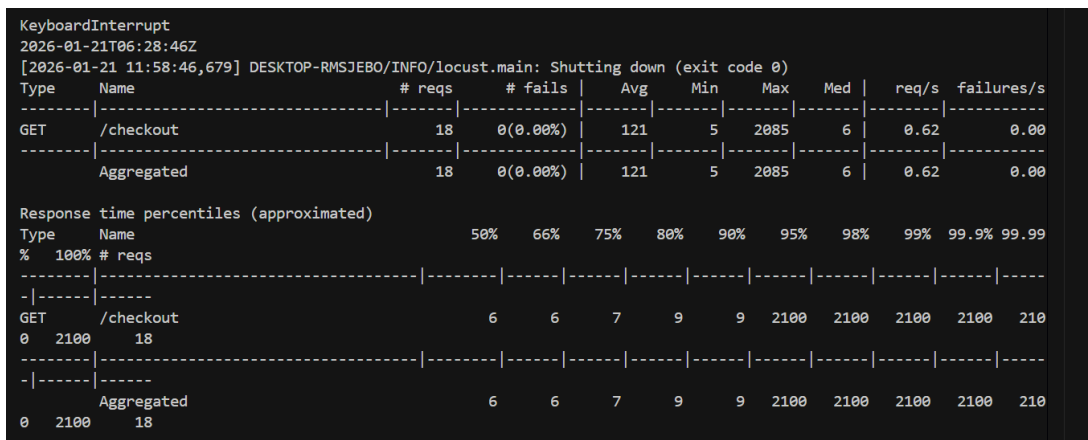 KeyboardInterrupt
2026-01-21T06:28:46Z
[2026-01-21 11:58:46,679] DESKTOP-RMSJEBO/INFO/locust.main: Shutting down (exit code 0)
Type     Name                                  # reqs      # fails |    Avg     Min     Max    Med |   req/s  failures/s
--------|--------------------------------|-------|-------------|-------|-------|-------|-------|--------|-----------
GET      /checkout                                 18     0(0.00%) |    121       5    2085      6 |    0.62        0.00
--------|--------------------------------|-------|-------------|-------|-------|-------|-------|--------|-----------
         Aggregated                                18     0(0.00%) |    121       5    2085      6 |    0.62        0.00

Response time percentiles (approximated)
Type     Name                                          50%    66%    75%    80%    90%    95%    98%    99%  99.9% 99.99
%   100% # reqs
--------|------------------------------------|--------|------|------|------|------|------|------|------|------|-----
-|------|------
GET      /checkout                                       6      6      7      9      9   2100   2100   2100   2100   210
0   2100     18
--------|------------------------------------|--------|------|------|------|------|------|------|------|------|-----
-|------|------
         Aggregated                                      6      6      7      9      9   2100   2100   2100   2100   210
0   2100     18